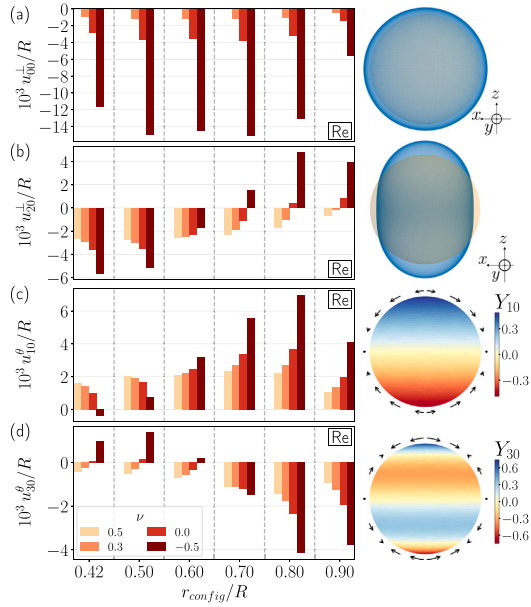 (a)
10³ u⊥00/R
0
−2
−4
−6
−8
−10
−12
−14
Re
z
x
y
(b)
10³ u⊥20/R
4
2
0
−2
−4
−6
Re
z
x
y
(c)
10³ uθ10/R
6
4
2
0
Re
Y10
0.3
0.0
−0.3
(d)
10³ uθ30/R
0
−2
−4
Re
ν
0.5 0.0
0.3 −0.5
Y30
0.6
0.3
0.0
−0.3
−0.6
0.42 0.50 0.60 0.70 0.80 0.90
rconfig/R